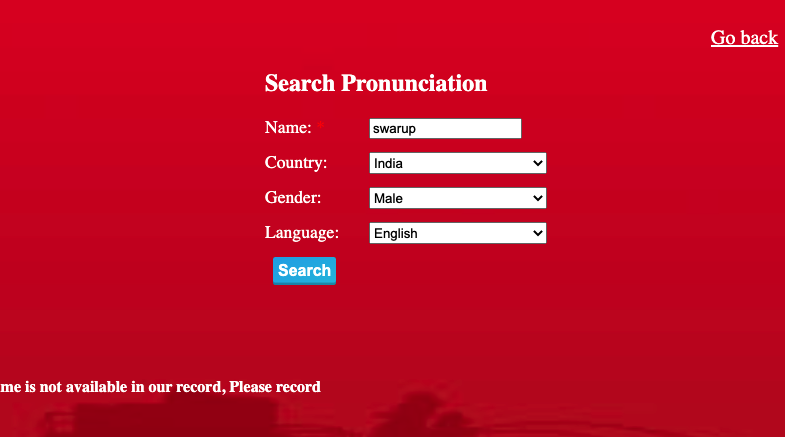 Go back
Search Pronunciation
Name: swarup
Country: India
Gender: Male
Language: English
Search
me is not available in our record, Please record